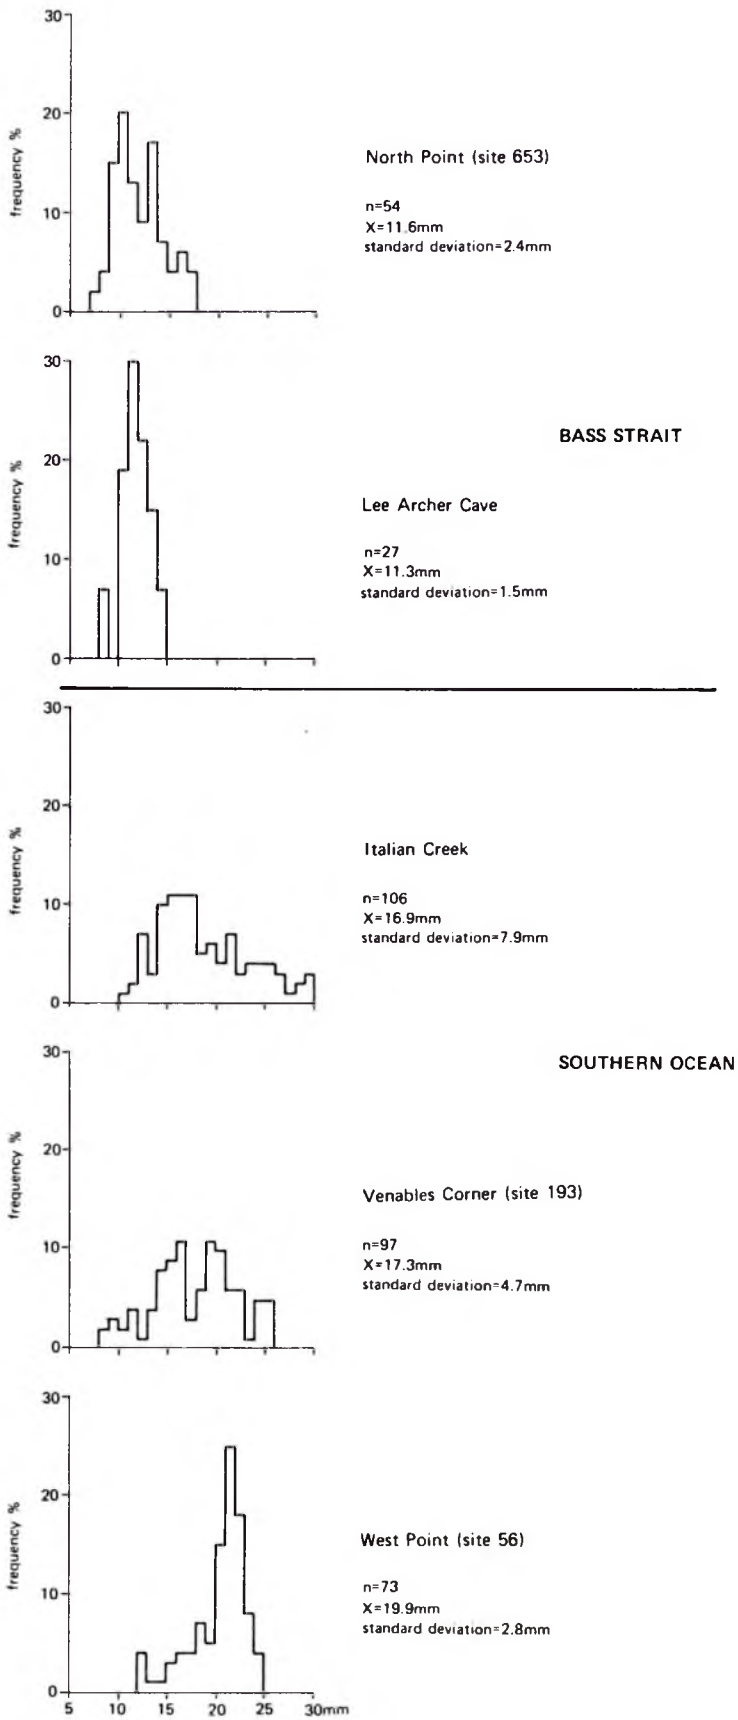 30
20
10
0
frequency %
North Point (site 653)
n=54
X=11.6mm
standard deviation=2.4mm
30
20
10
0
frequency %
BASS STRAIT
Lee Archer Cave
n=27
X=11.3mm
standard deviation=1.5mm
30
20
10
0
frequency %
Italian Creek
n=106
X=16.9mm
standard deviation=7.9mm
SOUTHERN OCEAN
30
20
10
0
frequency %
Venables Corner (site 193)
n=97
X=17.3mm
standard deviation=4.7mm
30
20
10
0
frequency %
West Point (site 56)
n=73
X=19.9mm
standard deviation=2.8mm
5 10 15 20 25 30mm